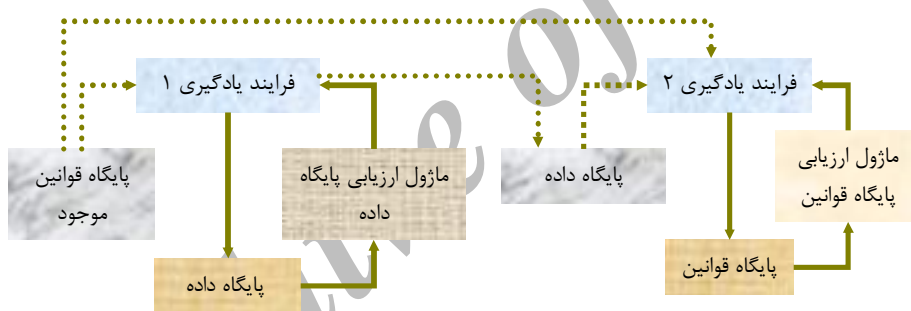 فرایند یادگیری ۲
فرایند یادگیری ۱
ماژول ارزیابی
پایگاه قوانین
پایگاه داده
ماژول ارزیابی پایگاه
داده
پایگاه قوانین
موجود
پایگاه قوانین
پایگاه داده